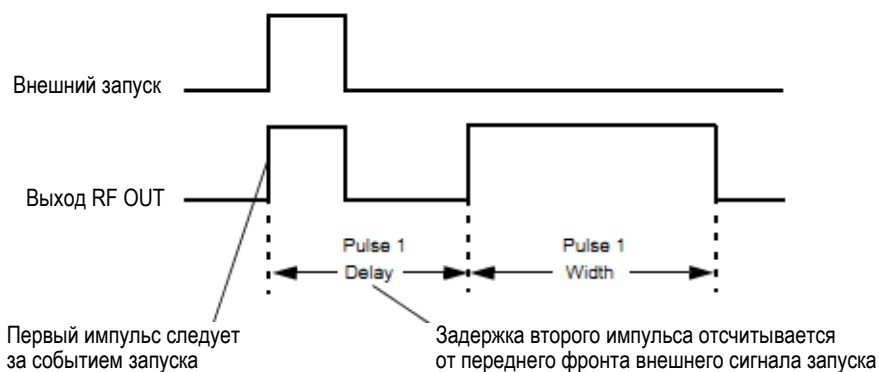 Внешний запуск
Выход RF OUT
Pulse 1
Delay
Pulse 1
Width
Первый импульс следует
за событием запуска
Задержка второго импульса отсчитывается
от переднего фронта внешнего сигнала запуска